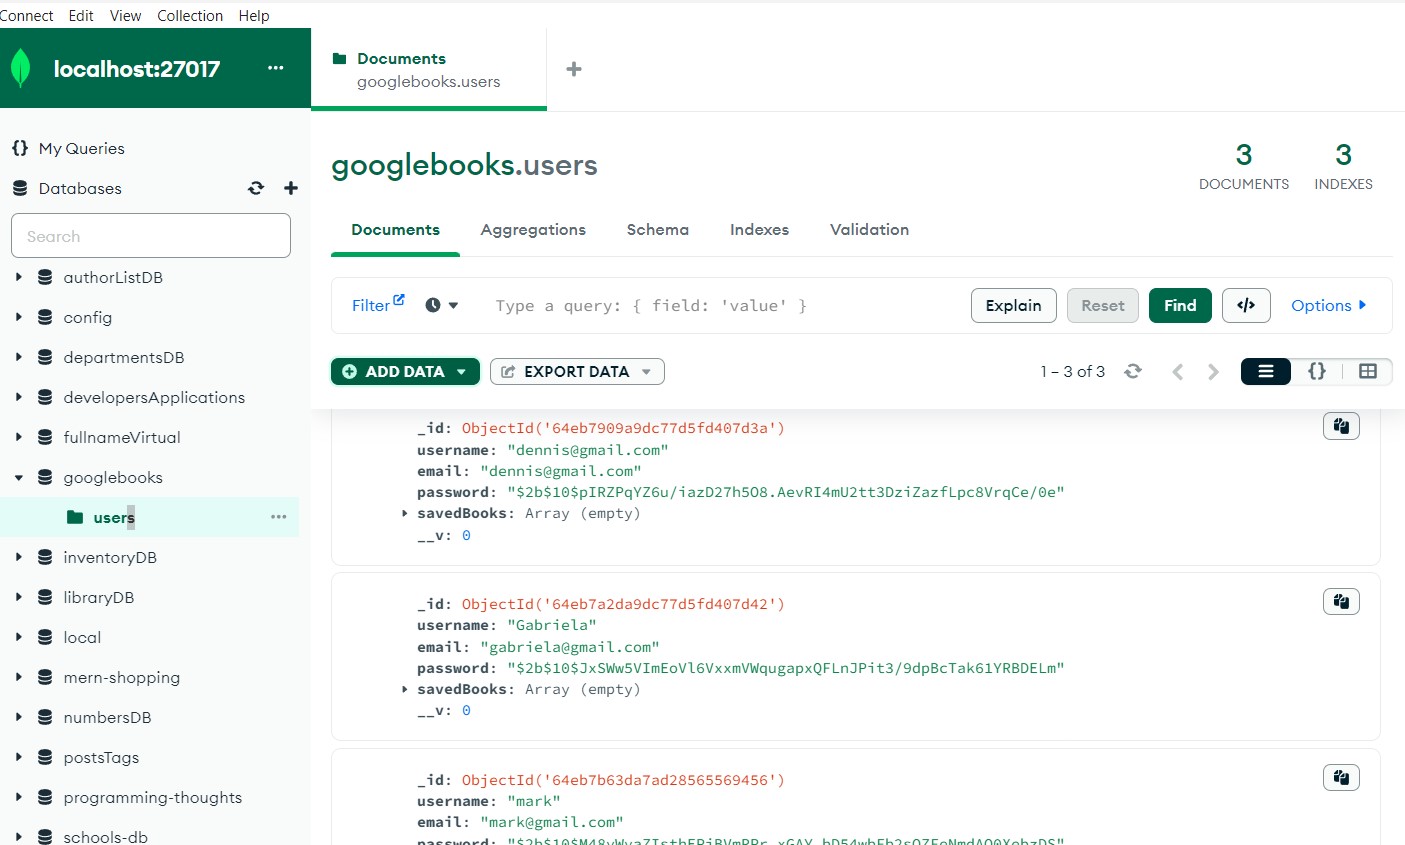 Connect Edit View Collection Help
localhost:27017 ...
Documents
googlebooks.users
{} My Queries
Databases
Search
authorListDB
config
departmentsDB
developersApplications
fullnameVirtual
googlebooks
users ...
inventoryDB
libraryDB
local
mern-shopping
numbersDB
postsTags
programming-thoughts
schools-db
googlebooks.users
3
DOCUMENTS
3
INDEXES
Documents Aggregations Schema Indexes Validation
Filter Type a query: { field: 'value' } Explain Reset Find </> Options
ADD DATA EXPORT DATA 1 – 3 of 3 {}
_id: ObjectId('64eb7909a9dc77d5fd407d3a')
username: "dennis@gmail.com"
email: "dennis@gmail.com"
password: "$2b$10$pIRZPqYZ6u/iazD27h5O8.AevRI4mU2tt3DziZazfLpc8VrqCe/0e"
savedBooks: Array (empty)
__v: 0
_id: ObjectId('64eb7a2da9dc77d5fd407d42')
username: "Gabriela"
email: "gabriela@gmail.com"
password: "$2b$10$JxSWw5VImEoVl6VxxmVWqugapxQFLnJPit3/9dpBcTak61YRBDELm"
savedBooks: Array (empty)
__v: 0
_id: ObjectId('64eb7b63da7ad28565569456')
username: "mark"
email: "mark@gmail.com"
password: